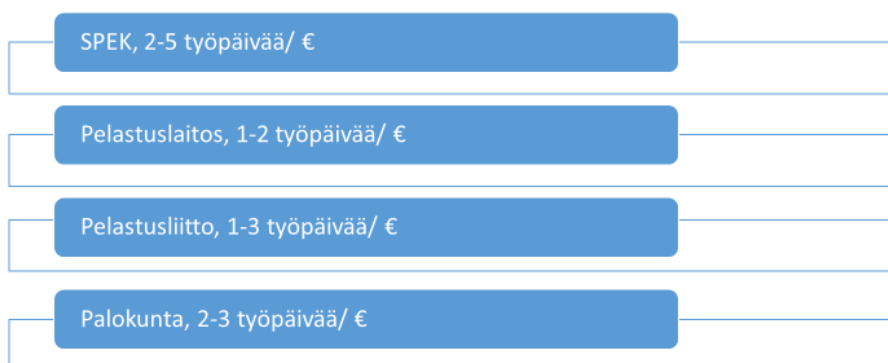 SPEK, 2-5 työpäivää/ €
Pelastuslaitos, 1-2 työpäivää/ €
Pelastusliitto, 1-3 työpäivää/ €
Palokunta, 2-3 työpäivää/ €